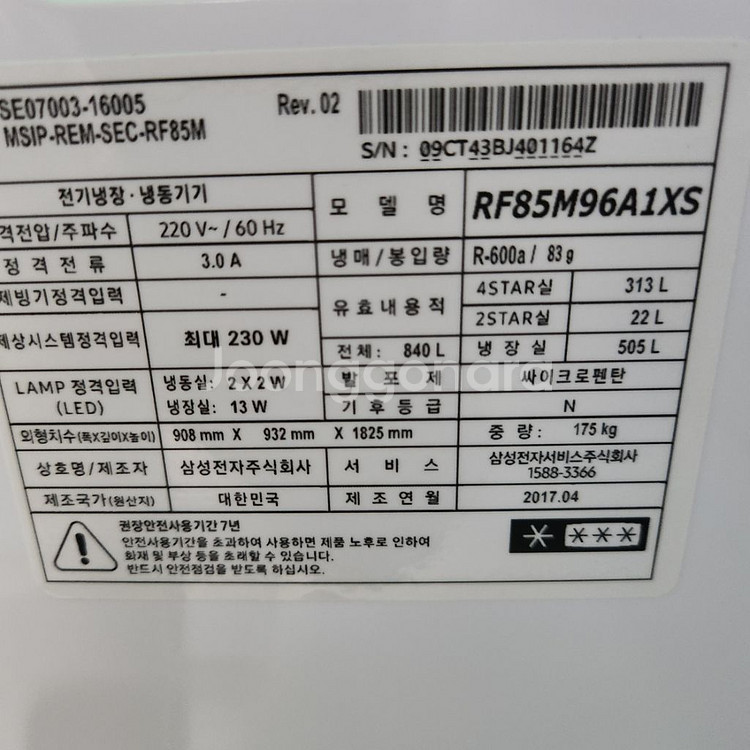 SE07003-16005 Rev. 02
MSIP-REM-SEC-RF85M
S/N : 09CT43BJ401164Z
전기냉장 · 냉동기기
모 델 명 RF85M96A1XS
격전압/주파수 220 V~ / 60 Hz
냉매/봉입량 R-600a / 83 g
정 격 전 류 3.0 A
유효내용적 4STAR실 313 L
제빙기정격입력 -
2STAR실 22 L
제상시스템정격입력 최대 230 W
전체: 840 L 냉 장 실 505 L
LAMP 정격입력 (LED) 냉동실: 2 X 2 W
냉장실: 13 W
발 포 제 싸이크로펜탄
기후등급 N
외형치수(폭X깊이X높이) 908 mm X 932 mm X 1825 mm
중 량 : 175 kg
상호명/제조자 삼성전자주식회사
서 비 스 삼성전자서비스주식회사
1588-3366
제조국가(원산지) 대한민국
제 조 연 월 2017.04
권장안전사용기간 7년
안전사용기간을 초과하여 사용하면 제품 노후로 인하여
화재 및 부상 등을 초래할 수 있습니다.
반드시 안전점검을 받도록 하십시오.
Joonggonara